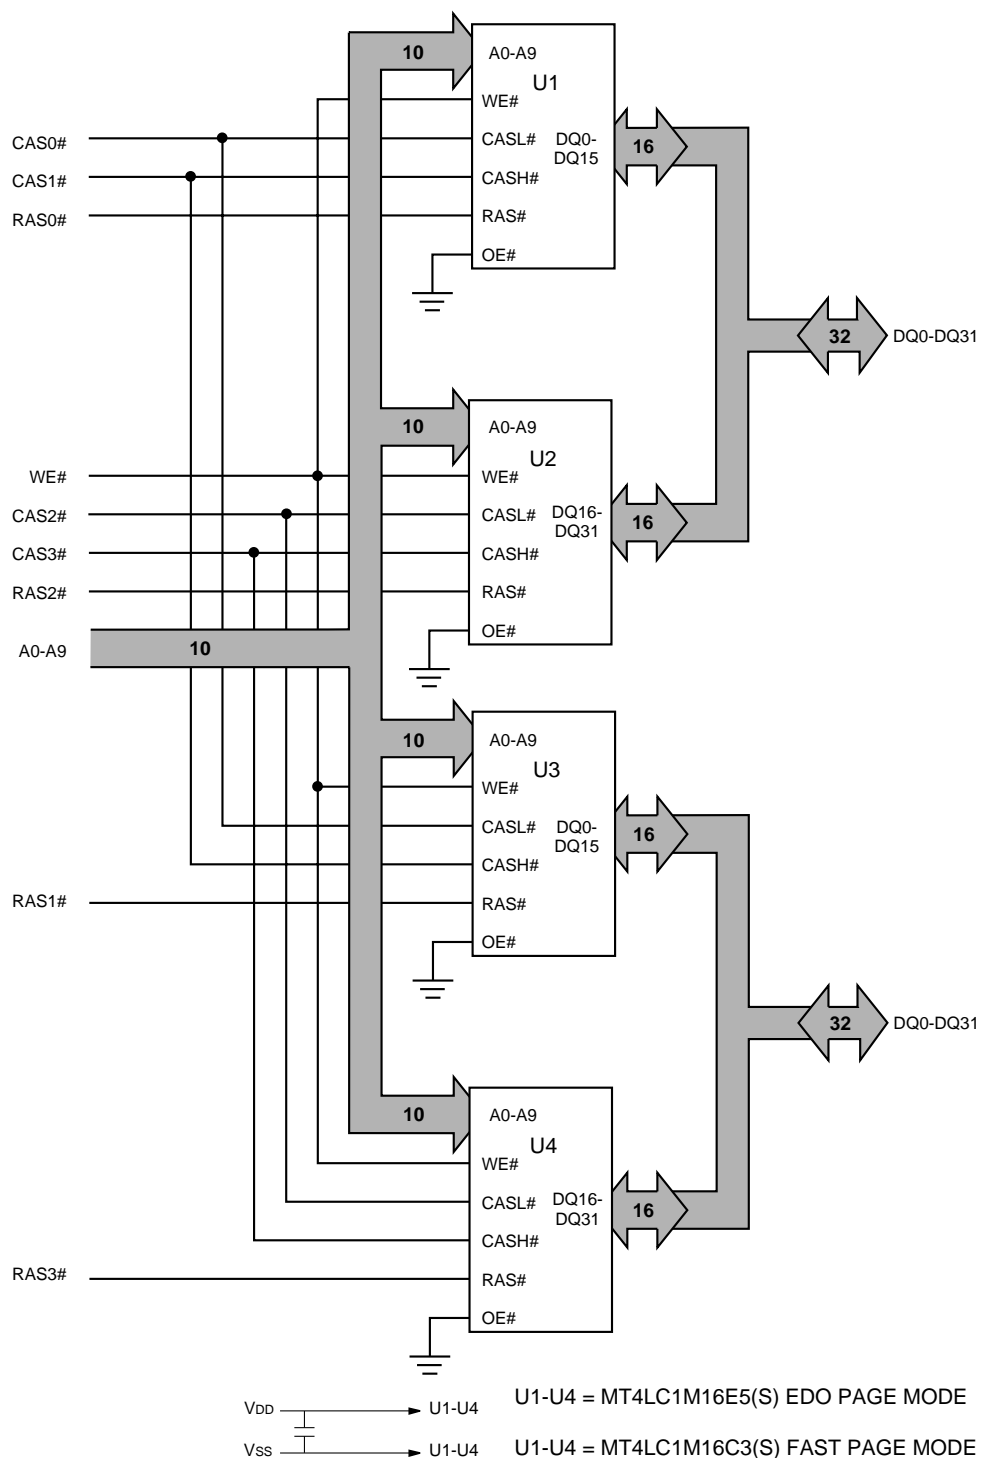 10
A0-A9
U1
WE#
CAS0#
CASL#
DQ0-
DQ15
16
CAS1#
CASH#
RAS0#
RAS#
OE#
32
DQ0-DQ31
10
A0-A9
U2
WE#
WE#
CAS2#
CASL#
DQ16-
DQ31
16
CAS3#
CASH#
RAS2#
RAS#
OE#
A0-A9
10
10
A0-A9
U3
WE#
CASL#
DQ0-
DQ15
16
CASH#
RAS1#
RAS#
OE#
32
DQ0-DQ31
10
A0-A9
U4
WE#
CASL#
DQ16-
DQ31
16
CASH#
RAS3#
RAS#
OE#
VDD
U1-U4
U1-U4 = MT4LC1M16E5(S) EDO PAGE MODE
VSS
U1-U4
U1-U4 = MT4LC1M16C3(S) FAST PAGE MODE